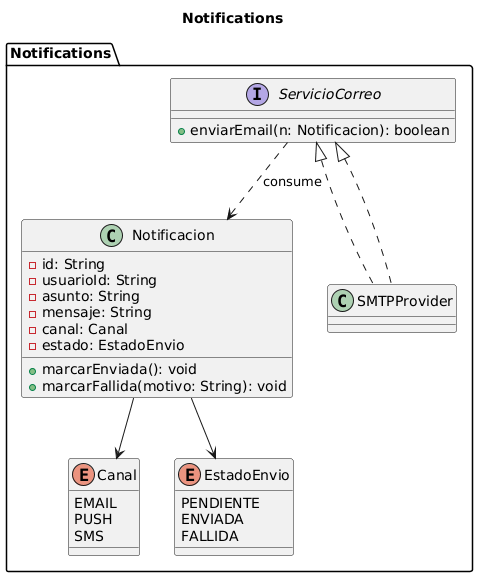 Notifications
Notifications
I ServicioCorreo
enviarEmail(n: Notificacion): boolean
consume
C Notificacion
id: String
usuarioId: String
asunto: String
mensaje: String
canal: Canal
estado: EstadoEnvio
marcarEnviada(): void
marcarFallida(motivo: String): void
C SMTPProvider
E Canal
EMAIL
PUSH
SMS
E EstadoEnvio
PENDIENTE
ENVIADA
FALLIDA